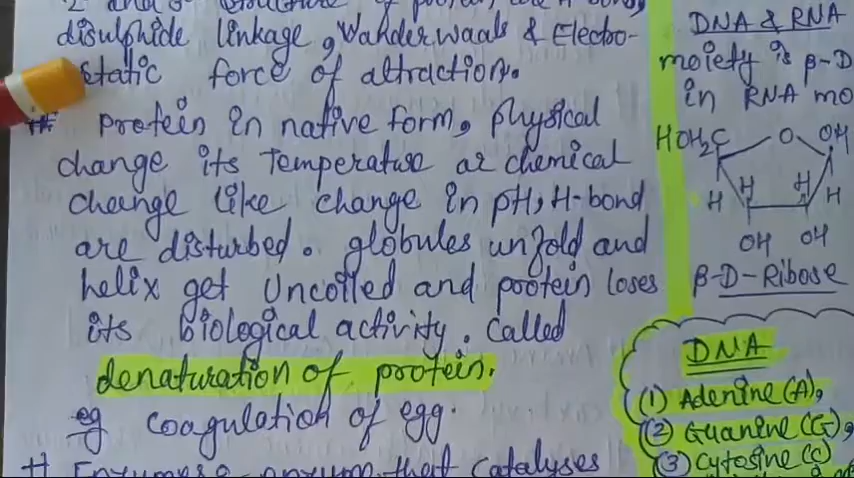 disulphide linkage, Wanderwaals & Electro-
static force of attraction.
# protein in native form, physical
change its Temperature or chemical
change like change in pH, H-bond
are disturbed. globules unfold and
helix get Uncoiled and protein loses
its biological activity. Called
denaturation of protein.
eg coagulation of egg.
that catalyses
DNA & RNA
moiety is β-D
in RNA mo
HOH₂C O OH
H H H H
OH OH
β-D-Ribose
DNA
(1) Adenine (A),
(2) Guanine (G),
(3) Cytosine (C)